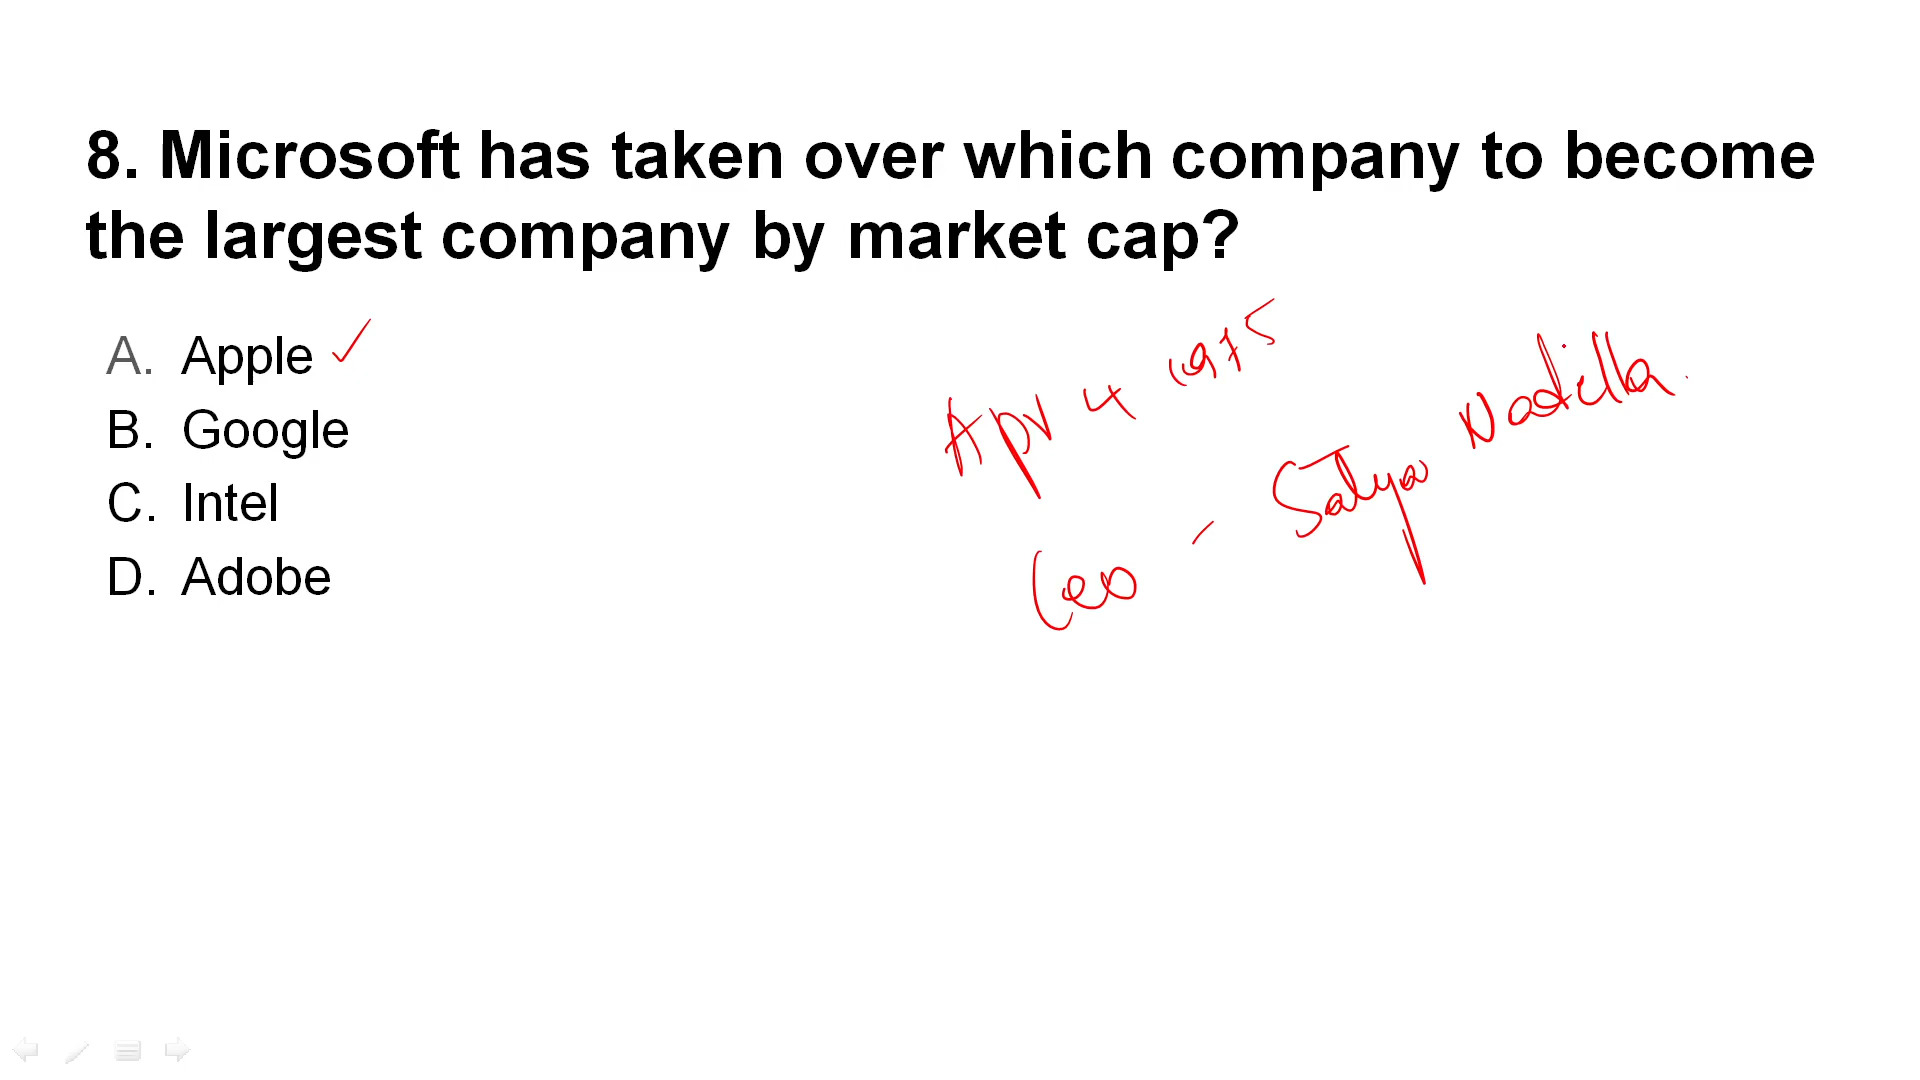 8. Microsoft has taken over which company to become
the largest company by market cap?
A. Apple
B. Google
C. Intel
D. Adobe
Apr 4 1975
Ceo - Satya Nadella